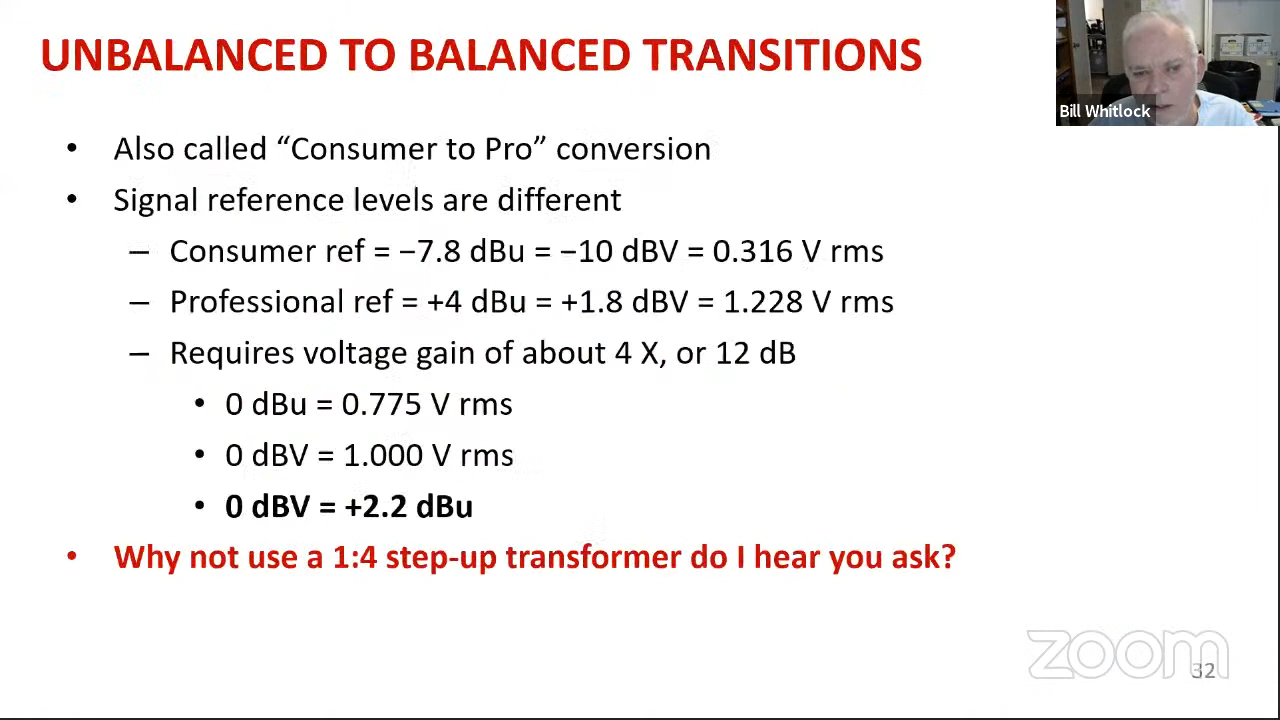 UNBALANCED TO BALANCED TRANSITIONS
Bill Whitlock
• Also called “Consumer to Pro” conversion
• Signal reference levels are different
– Consumer ref = −7.8 dBu = −10 dBV = 0.316 V rms
– Professional ref = +4 dBu = +1.8 dBV = 1.228 V rms
– Requires voltage gain of about 4 X, or 12 dB
• 0 dBu = 0.775 V rms
• 0 dBV = 1.000 V rms
• 0 dBV = +2.2 dBu
• Why not use a 1:4 step-up transformer do I hear you ask?
zoom
32